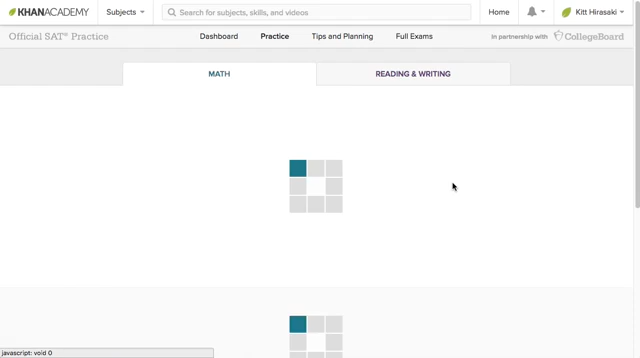 KHANACADEMY Subjects Search for subjects, skills, and videos Home Kitt Hirasaki
Official SAT® Practice Dashboard Practice Tips and Planning Full Exams In partnership with CollegeBoard
MATH READING & WRITING
javascript: void 0